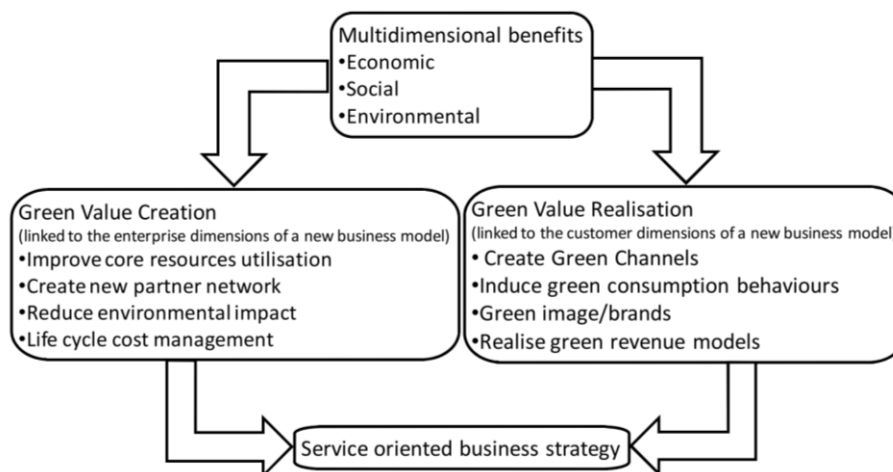 Multidimensional benefits
•Economic
•Social
•Environmental
Green Value Creation
(linked to the enterprise dimensions of a new business model)
•Improve core resources utilisation
•Create new partner network
•Reduce environmental impact
•Life cycle cost management
Green Value Realisation
(linked to the customer dimensions of a new business model)
• Create Green Channels
•Induce green consumption behaviours
•Green image/brands
•Realise green revenue models
Service oriented business strategy